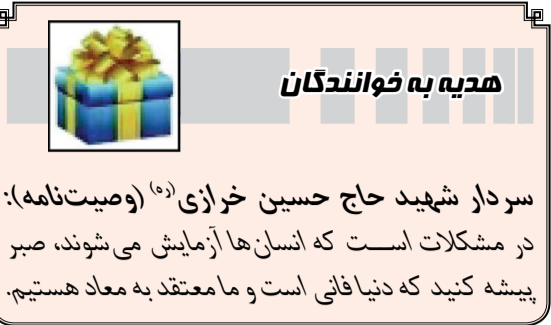 هدیه به خوانندگان
سردار شهید حاج حسین خرازی(ره) (وصیت‌نامه):
در مشکلات است که انسان‌ها آزمایش می‌شوند، صبر
پیشه کنید که دنیا فانی است و ما معتقد به معاد هستیم.